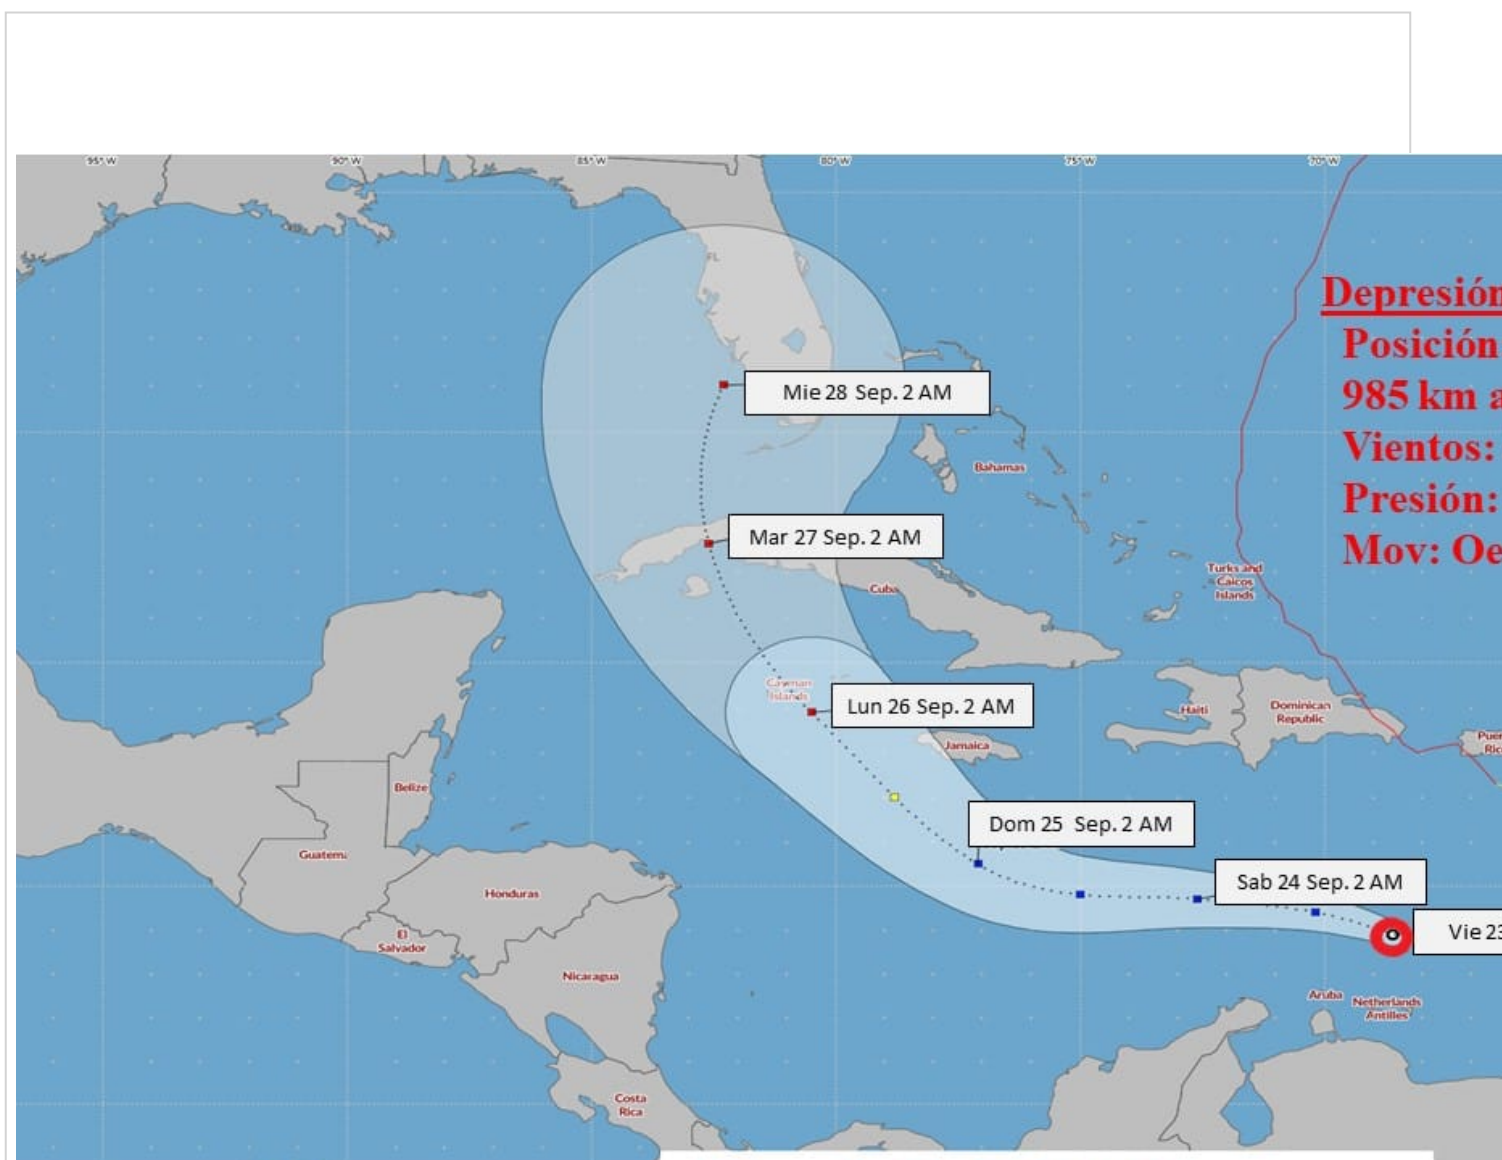 95° W
90° W
85° W
80° W
75° W
70° W
FL
Depresión
Posición
985 km a
Vientos:
Presión:
Mov: Oe
Mie 28 Sep. 2 AM
Bahamas
Mar 27 Sep. 2 AM
Cuba
Turks and
Caicos
Islands
Cayman
Islands
Lun 26 Sep. 2 AM
Haiti
Dominican
Republic
Jamaica
Puer
Ric
Belize
Dom 25 Sep. 2 AM
Guatema
Honduras
Sab 24 Sep. 2 AM
El
Salvador
Vie 23
Nicaragua
Aruba
Netherlands
Antilles
Costa
Rica